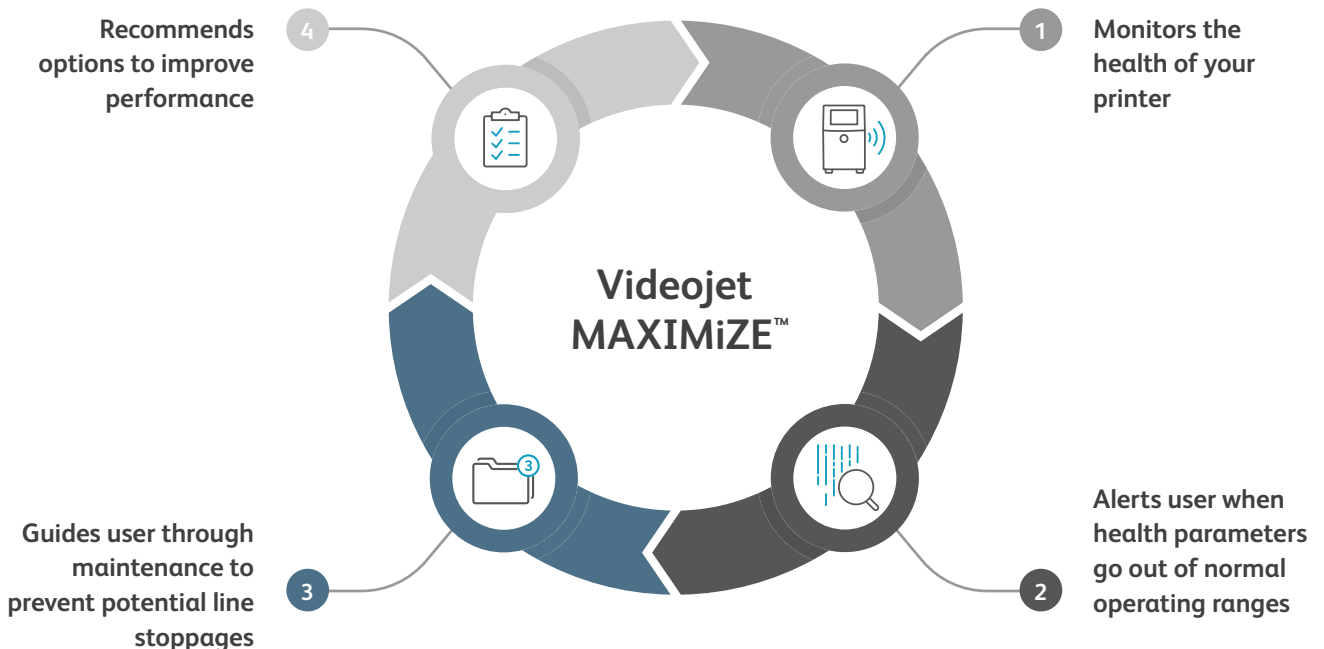 4
Recommends
options to improve
performance
1
Monitors the
health of your
printer
Videojet
MAXIMiZE™
3
Guides user through
maintenance to
prevent potential line
stoppages
3
2
Alerts user when
health parameters
go out of normal
operating ranges